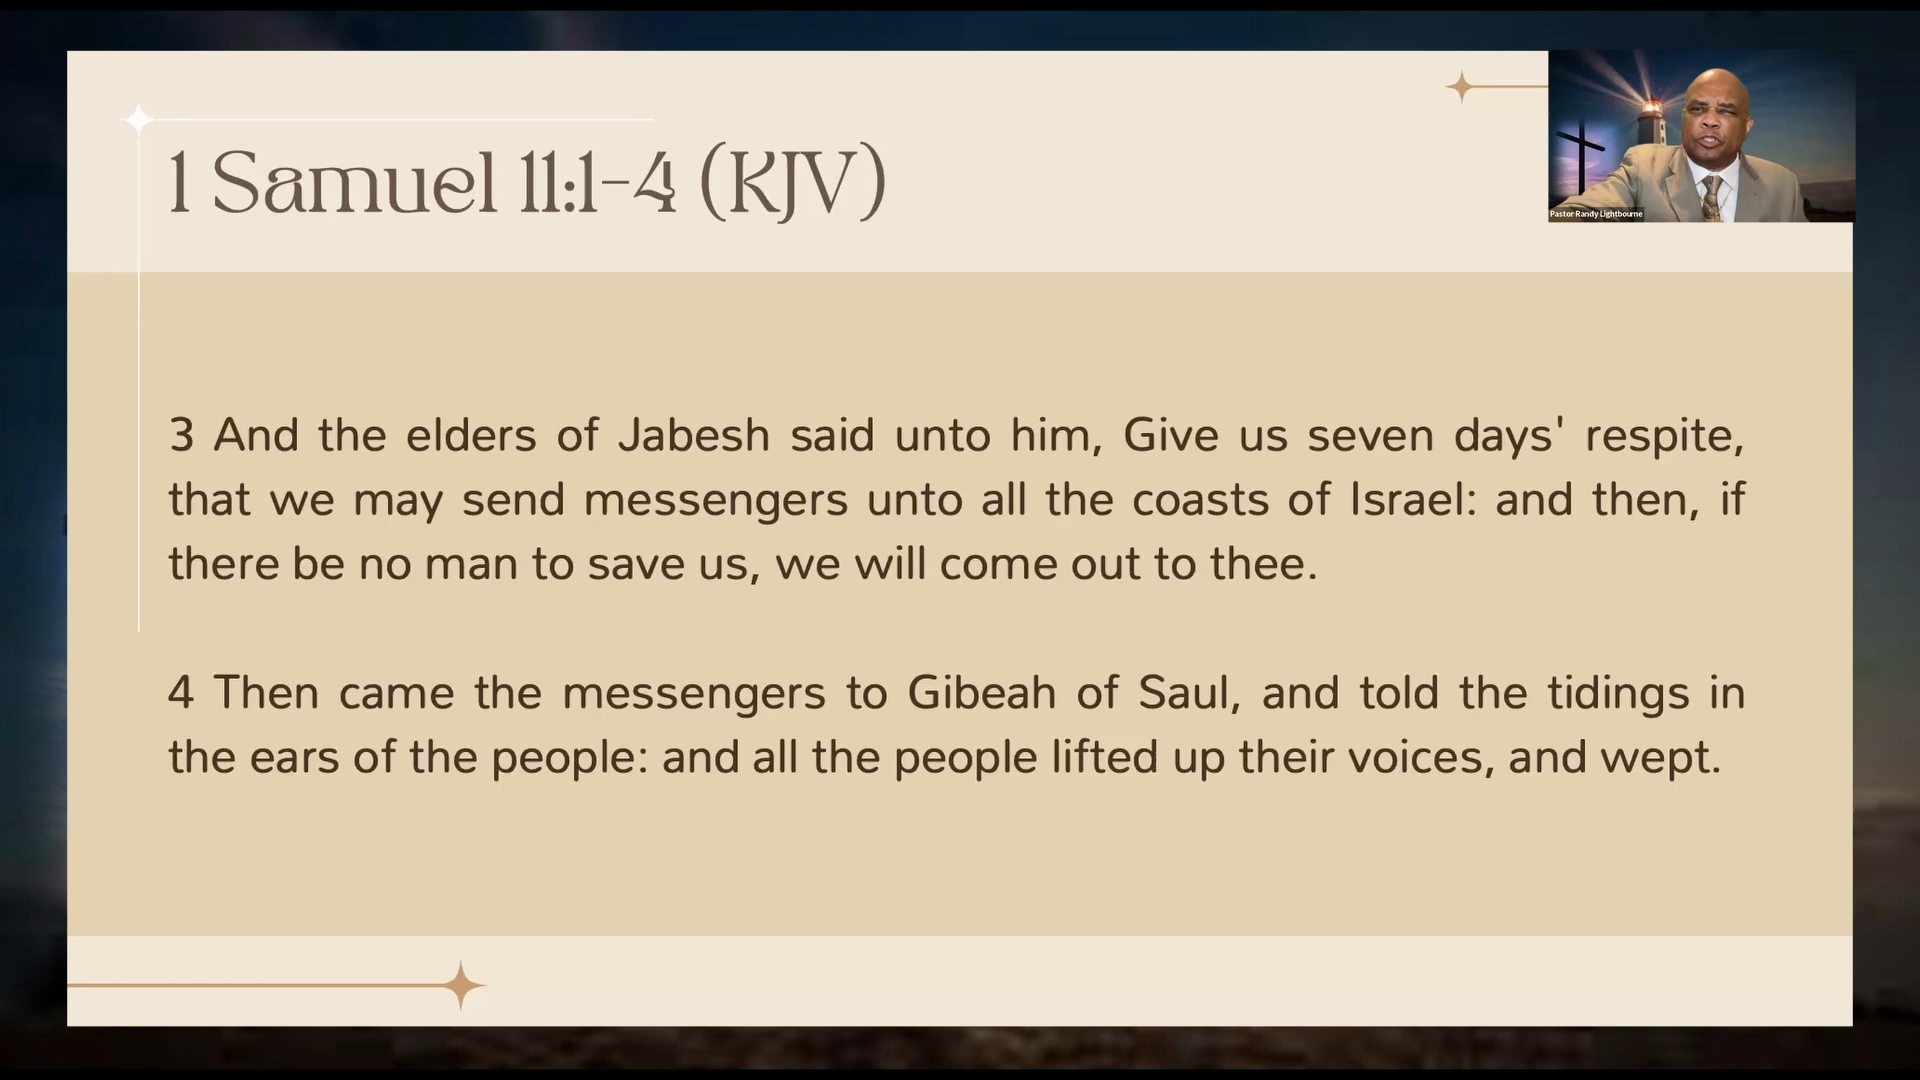 1 Samuel 11:1-4 (KJV)
Pastor Randy Lightbourne
3 And the elders of Jabesh said unto him, Give us seven days' respite,
that we may send messengers unto all the coasts of Israel: and then, if
there be no man to save us, we will come out to thee.
4 Then came the messengers to Gibeah of Saul, and told the tidings in
the ears of the people: and all the people lifted up their voices, and wept.